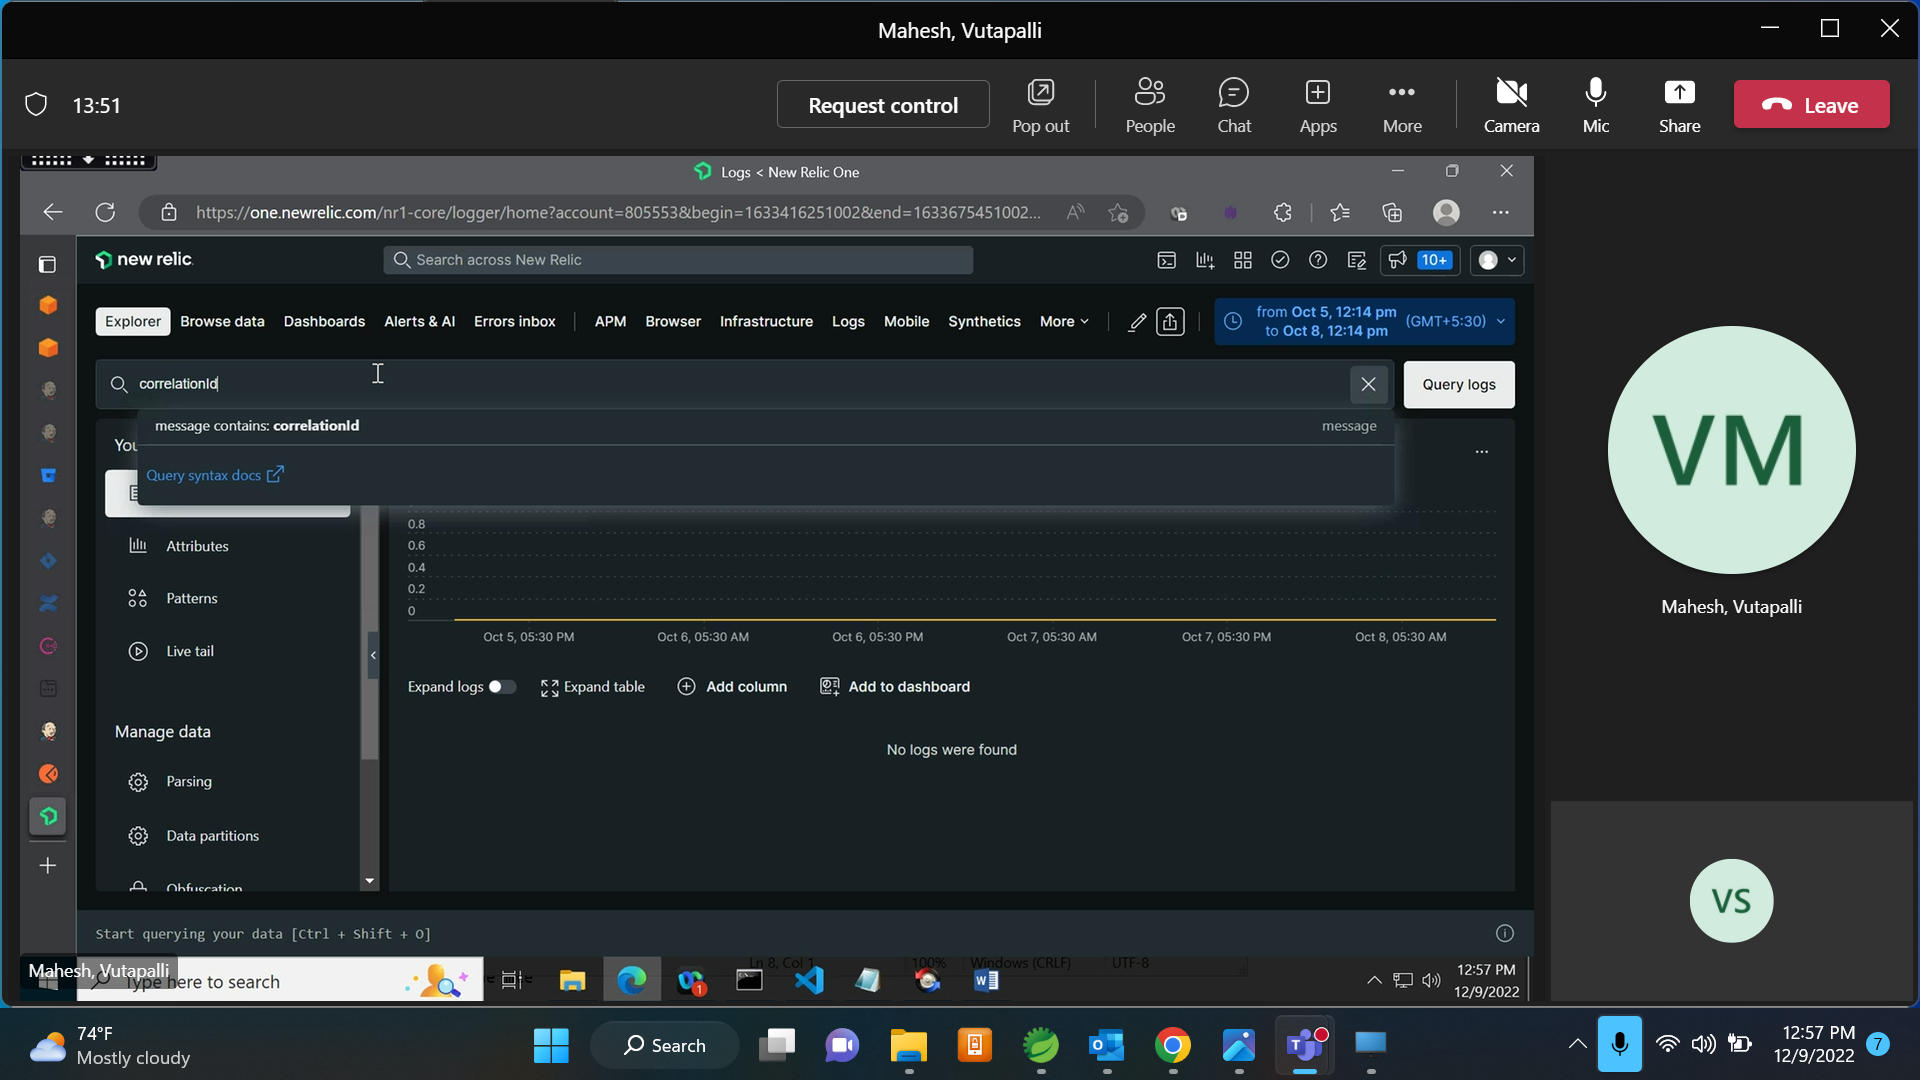 Mahesh, Vutapalli
13:51
Request control
Pop out
People
Chat
Apps
More
Camera
Mic
Share
Leave
Logs < New Relic One
https://one.newrelic.com/nr1-core/logger/home?account=805553&begin=1633416251002&end=1633675451002...
new relic
Search across New Relic
10+
Explorer
Browse data
Dashboards
Alerts & AI
Errors inbox
APM
Browser
Infrastructure
Logs
Mobile
Synthetics
More
from Oct 5, 12:14 pm
to Oct 8, 12:14 pm
(GMT+5:30)
correlationId
Query logs
message contains: correlationId
message
You
Query syntax docs
Attributes
Patterns
Live tail
Manage data
Parsing
Data partitions
Obfuscation
0.8
0.6
0.4
0.2
0
Oct 5, 05:30 PM
Oct 6, 05:30 AM
Oct 6, 05:30 PM
Oct 7, 05:30 AM
Oct 7, 05:30 PM
Oct 8, 05:30 AM
Expand logs
Expand table
Add column
Add to dashboard
No logs were found
Start querying your data [Ctrl + Shift + O]
VM
Mahesh, Vutapalli
VS
Mahesh, Vutapalli
Type here to search
Ln 8, Col 1
100%
Windows (CRLF)
UTF-8
1
12:57 PM
12/9/2022
74°F
Mostly cloudy
Search
12:57 PM
12/9/2022
7